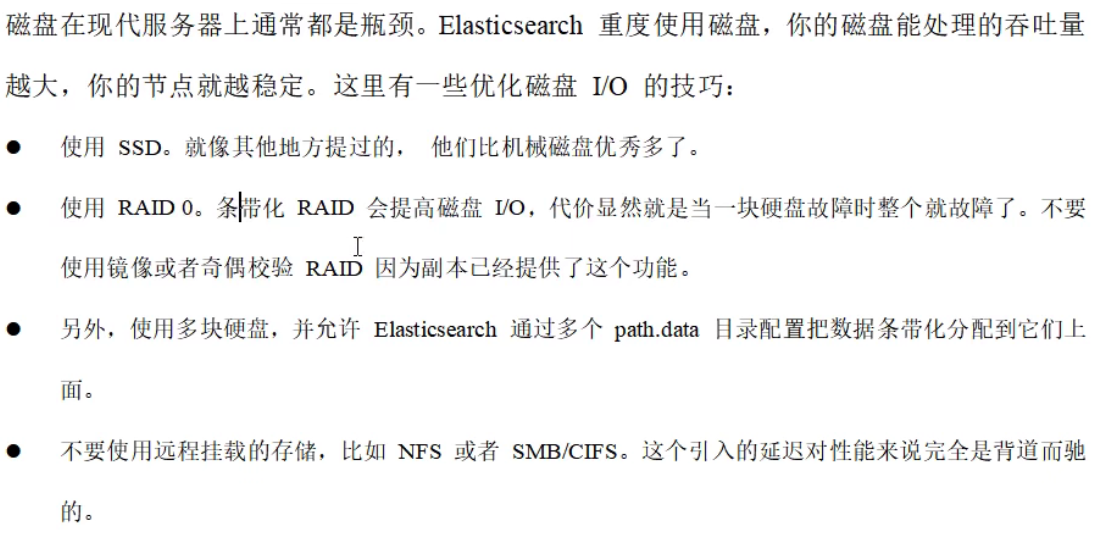 磁盘在现代服务器上通常都是瓶颈。Elasticsearch 重度使用磁盘，你的磁盘能处理的吞吐量
越大，你的节点就越稳定。这里有一些优化磁盘 I/O 的技巧：
● 使用 SSD。就像其他地方提过的， 他们比机械磁盘优秀多了。
● 使用 RAID 0。条带化 RAID 会提高磁盘 I/O，代价显然就是当一块硬盘故障时整个就故障了。不要
使用镜像或者奇偶校验 RAID 因为副本已经提供了这个功能。
● 另外，使用多块硬盘，并允许 Elasticsearch 通过多个 path.data 目录配置把数据条带化分配到它们上
面。
● 不要使用远程挂载的存储，比如 NFS 或者 SMB/CIFS。这个引入的延迟对性能来说完全是背道而驰
的。